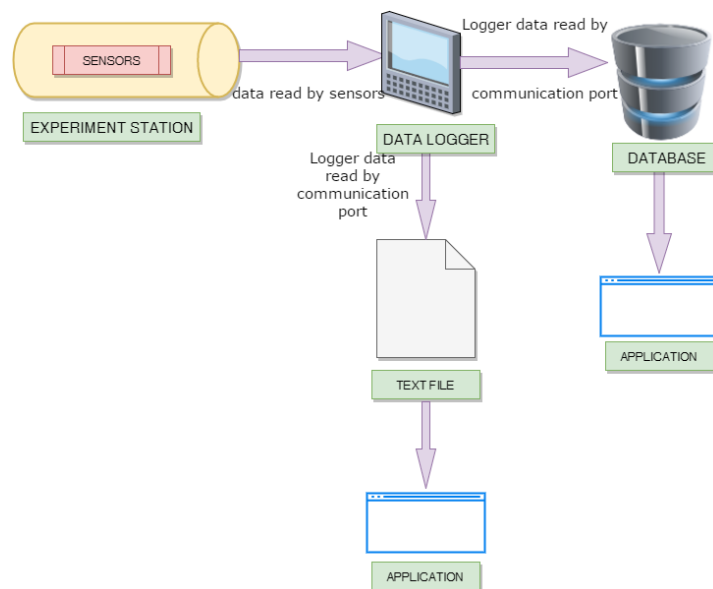 SENSORS
EXPERIMENT STATION
data read by sensors
Logger data read by
communication port
DATA LOGGER
DATABASE
Logger data
read by
communication
port
APPLICATION
TEXT FILE
APPLICATION